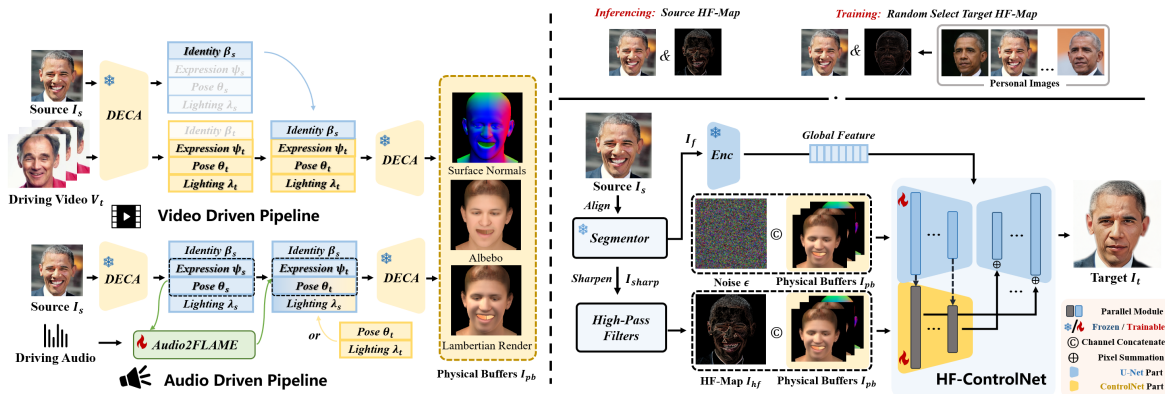 Source I_s
DECA
Identity β_s
Expression ψ_s
Pose θ_s
Lighting λ_s
Driving Video V_t
Identity β_t
Expression ψ_t
Pose θ_t
Lighting λ_t
Identity β_s
Expression ψ_t
Pose θ_t
Lighting λ_t
DECA
Video Driven Pipeline
Source I_s
DECA
Identity β_s
Expression ψ_s
Pose θ_s
Lighting λ_s
Identity β_s
Expression ψ_t
Pose θ_t
Lighting λ_s
DECA
Driving Audio
Audio2FLAME
or
Pose θ_t
Lighting λ_t
Audio Driven Pipeline
Surface Normals
Albebo
Lambertian Render
Physical Buffers I_pb
Inferencing: Source HF-Map
&
Training: Random Select Target HF-Map
&
...
Personal Images
Source I_s
Align
Segmentor
Sharpen
I_sharp
High-Pass
Filters
I_f
Enc
Global Feature
Noise ϵ
©
Physical Buffers I_pb
HF-Map I_hf
©
Physical Buffers I_pb
...
...
...
HF-ControlNet
Target I_t
Parallel Module
/ Frozen / Trainable
© Channel Concatenate
⊕ Pixel Summation
U-Net Part
ControlNet Part